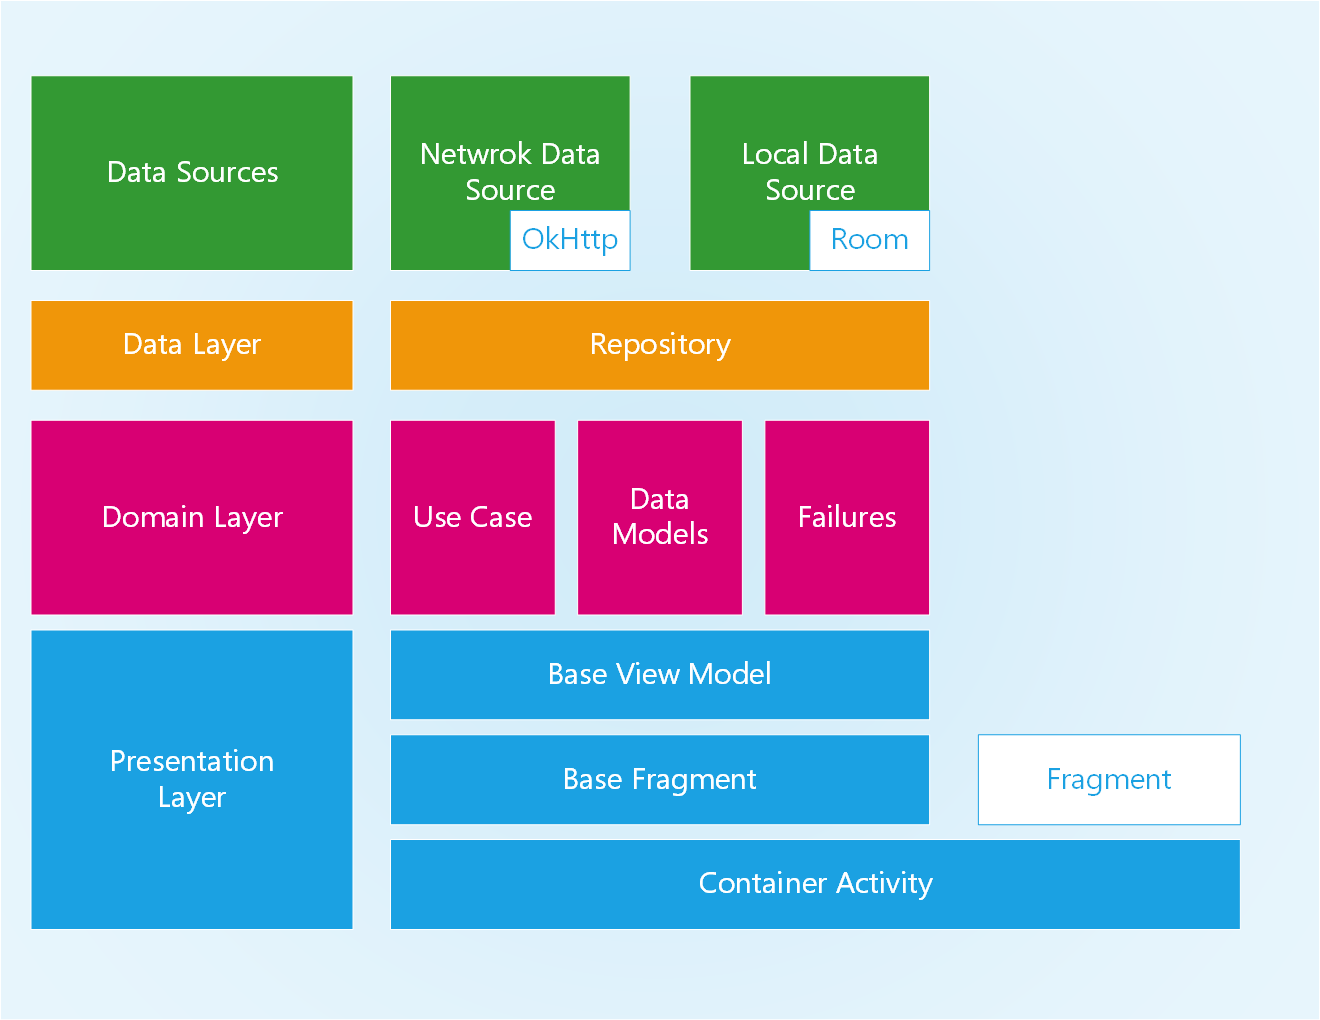 Data Sources
Netwrok Data
Source
OkHttp
Local Data
Source
Room
Data Layer
Repository
Domain Layer
Use Case
Data
Models
Failures
Presentation
Layer
Base View Model
Base Fragment
Fragment
Container Activity